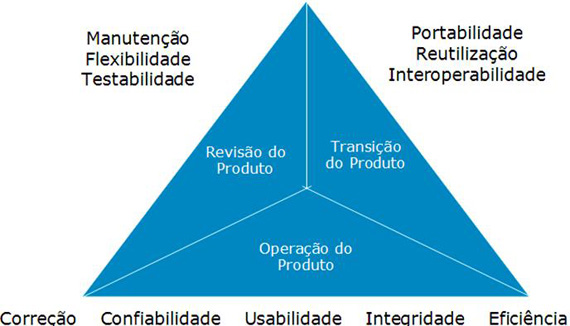 Manutenção
Flexibilidade
Testabilidade
Portabilidade
Reutilização
Interoperabilidade
Revisão do
Produto
Transição
do Produto
Operação do
Produto
Correção Confiabilidade Usabilidade Integridade Eficiência